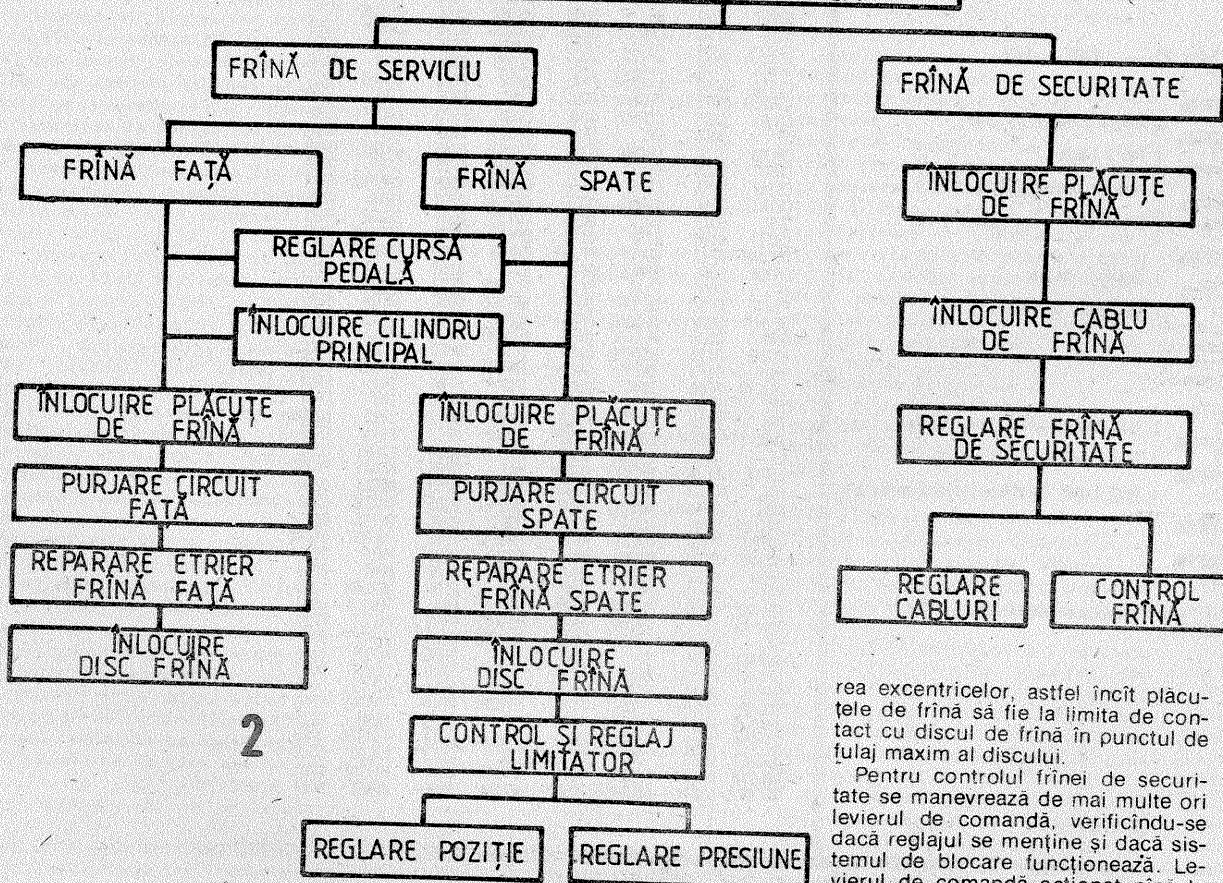 FRÎNĂ DE SERVICIU
FRÎNĂ DE SECURITATE
FRÎNĂ FAȚĂ
FRÎNĂ SPATE
ÎNLOCUIRE PLĂCUȚE
DE FRÎNĂ
REGLARE CURSĂ
PEDALĂ
ÎNLOCUIRE CILINDRU
PRINCIPAL
ÎNLOCUIRE CABLU
DE FRÎNĂ
ÎNLOCUIRE PLĂCUȚE
DE FRÎNĂ
ÎNLOCUIRE PLĂCUȚE
DE FRÎNĂ
REGLARE FRÎNĂ
DE SECURITATE
PURJARE CIRCUIT
FAȚĂ
PURJARE CIRCUIT
SPATE
REPARARE ETRIER
FRÎNĂ FAȚĂ
REPARARE ETRIER
FRÎNĂ SPATE
REGLARE
CABLURI
CONTROL
FRÎNĂ
ÎNLOCUIRE
DISC FRÎNĂ
ÎNLOCUIRE
DISC FRÎNĂ
2
CONTROL ȘI REGLAJ
LIMITATOR
REGLARE POZIȚIE
REGLARE PRESIUNE
rea excentricelor, astfel încît plăcu-
țele de frînă să fie la limita de con-
tact cu discul de frînă în punctul de
fulaj maxim al discului.
Pentru controlul frînei de securi-
tate se manevrează de mai multe ori
levierul de comandă, verificîndu-se
dacă reglajul se menține și dacă sis-
temul de blocare funcționează. Le-
vierul de comandă